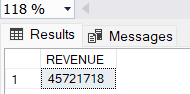 118 %
Results Messages
REVENUE
1 45721718